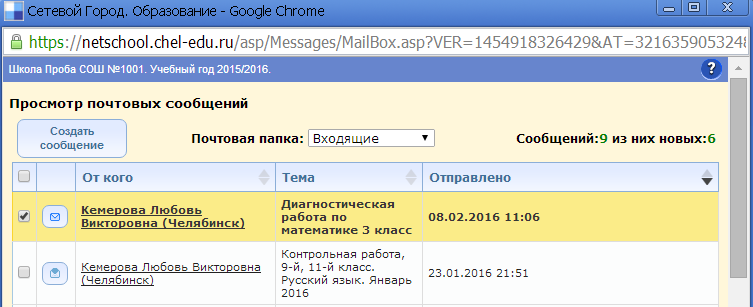 Сетевой Город. Образование - Google Chrome
https://netschool.chel-edu.ru/asp/Messages/MailBox.asp?VER=1454918326429&AT=3216359053248
Школа Проба СОШ №1001. Учебный год 2015/2016.
?
Просмотр почтовых сообщений
Создать
сообщение
Почтовая папка: Входящие
Сообщений:9 из них новых:6
От кого Тема Отправлено
Кемерова Любовь
Викторовна (Челябинск)
Диагностическая
работа по
математике 3 класс
08.02.2016 11:06
Кемерова Любовь Викторовна
(Челябинск)
Контрольная работа,
9-й, 11-й класс.
Русский язык. Январь
2016
23.01.2016 21:51